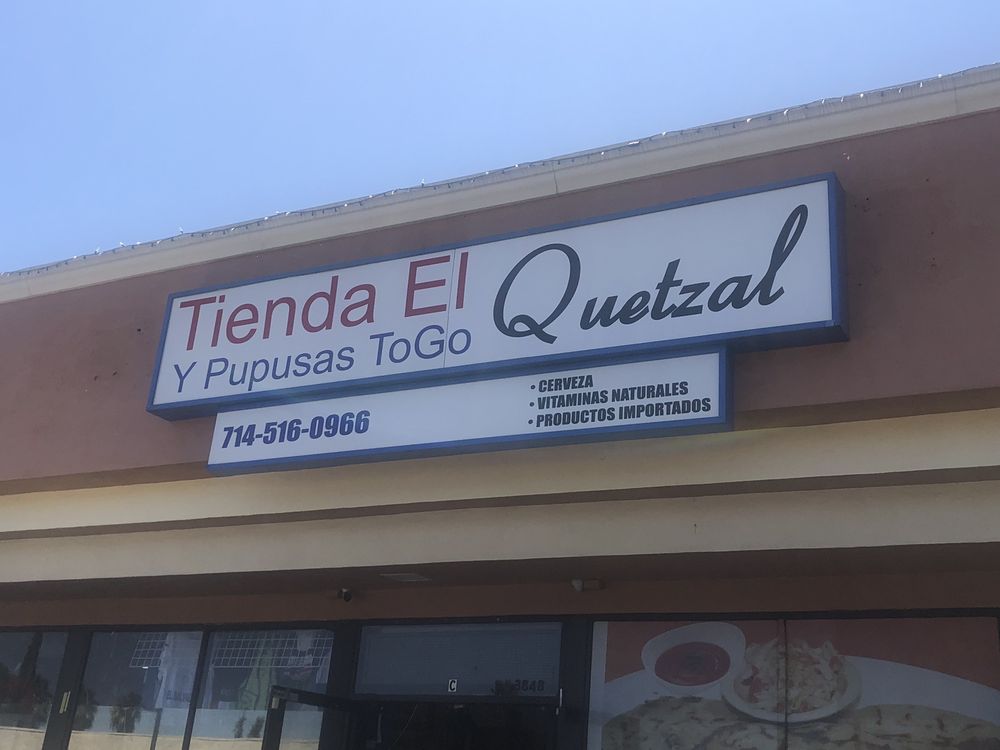 Tienda El Quetzal
Y Pupusas ToGo
714-516-0966
• CERVEZA
• VITAMINAS NATURALES
• PRODUCTOS IMPORTADOS
C